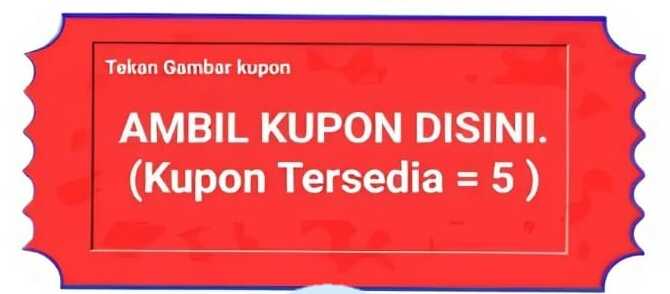 Tekan Gambar kupon
AMBIL KUPON DISINI.
(Kupon Tersedia = 5 )